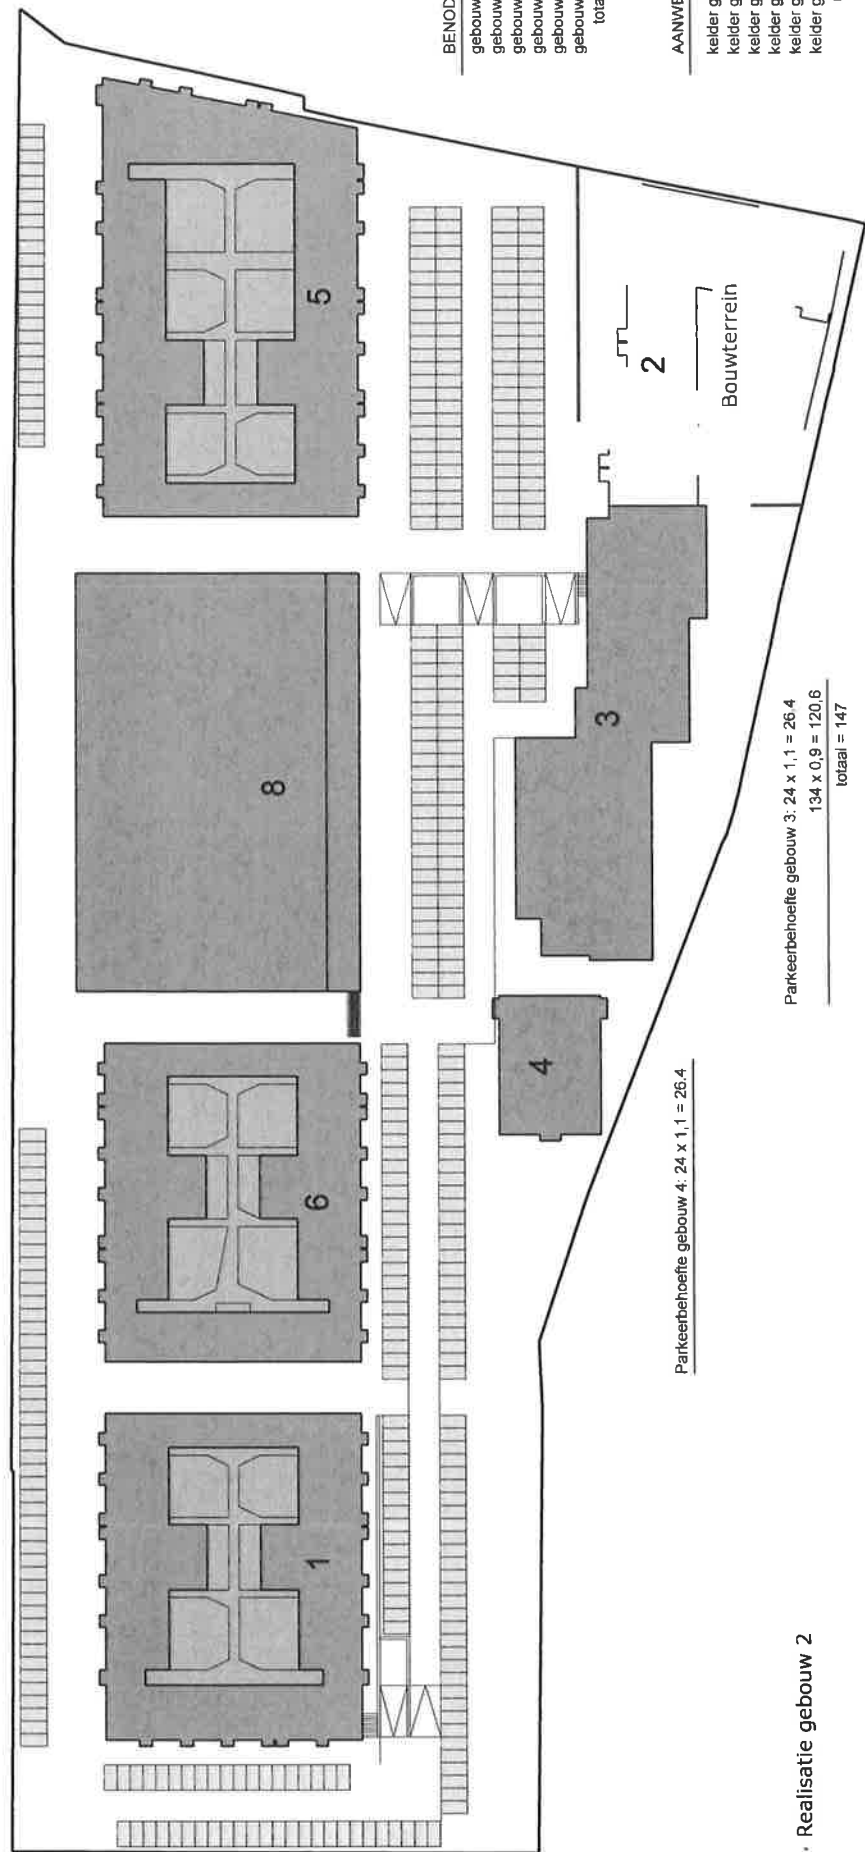 BENOD
gebouw
gebouw
gebouw
gebouw
gebouw
gebouw
tota
AANWE
kelder g
kelder g
kelder g
kelder g
kelder g
kelder g
5
2
Bouwterrein
8
3
Parkeerbehoefte gebouw 3: 24 x 1,1 = 26.4
134 x 0,9 = 120,6
totaal = 147
6
4
Parkeerbehoefte gebouw 4: 24 x 1,1 = 26.4
1
Realisatie gebouw 2